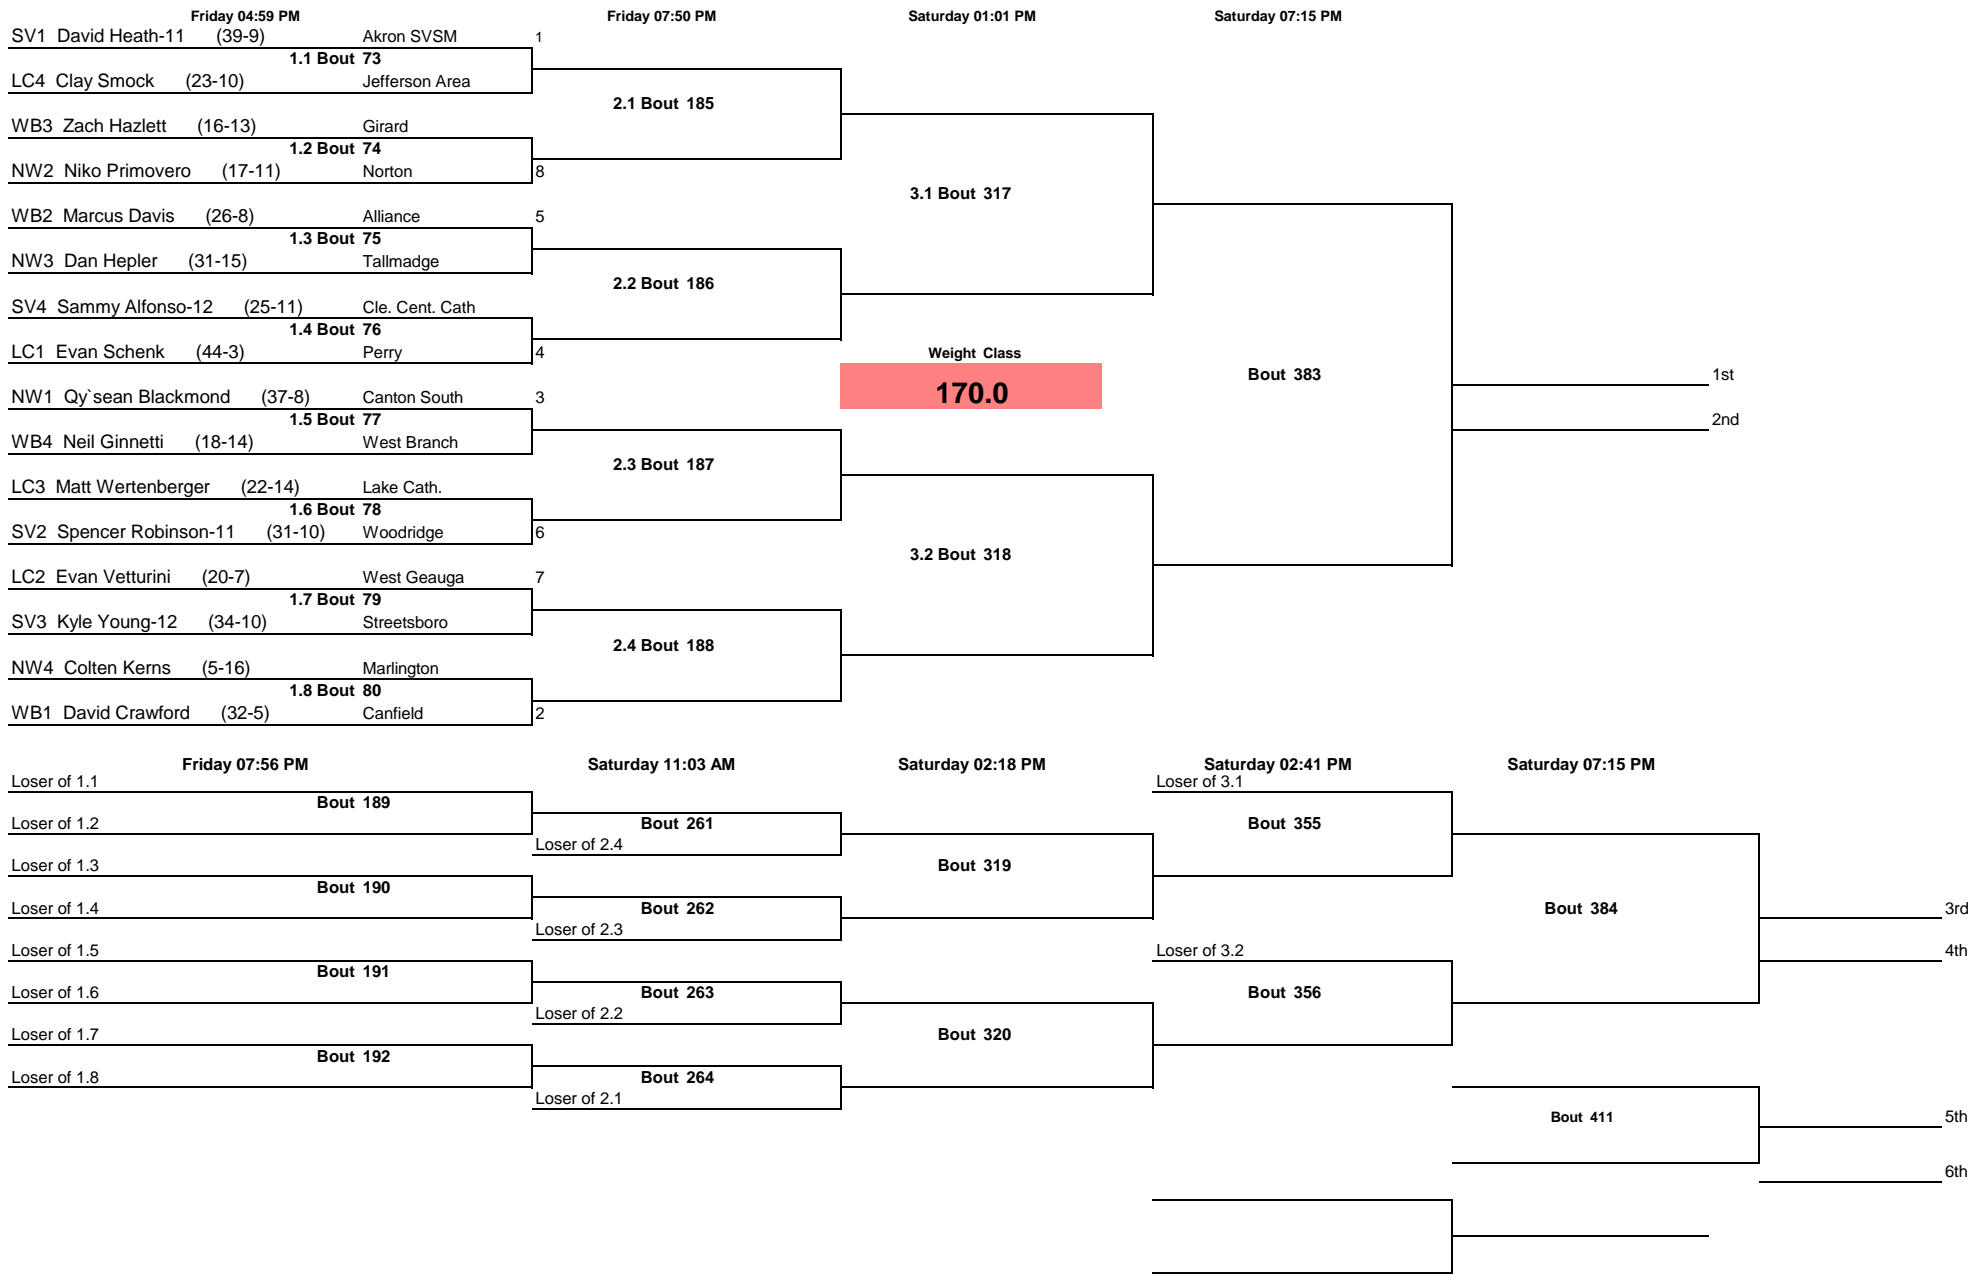 Friday 04:59 PM Friday 07:50 PM Saturday 01:01 PM Saturday 07:15 PM
SV1 David Heath-11 (39-9) Akron SVSM 1
1.1 Bout 73
LC4 Clay Smock (23-10) Jefferson Area
2.1 Bout 185
WB3 Zach Hazlett (16-13) Girard
1.2 Bout 74
NW2 Niko Primovero (17-11) Norton 8
3.1 Bout 317
WB2 Marcus Davis (26-8) Alliance 5
1.3 Bout 75
NW3 Dan Hepler (31-15) Tallmadge
2.2 Bout 186
SV4 Sammy Alfonso-12 (25-11) Cle. Cent. Cath
1.4 Bout 76
LC1 Evan Schenk (44-3) Perry 4 Weight Class
Bout 383 1st
NW1 Qy`sean Blackmond (37-8) Canton South 3 170.0
1.5 Bout 77 2nd
WB4 Neil Ginnetti (18-14) West Branch
2.3 Bout 187
LC3 Matt Wertenberger (22-14) Lake Cath.
1.6 Bout 78
SV2 Spencer Robinson-11 (31-10) Woodridge 6
3.2 Bout 318
LC2 Evan Vetturini (20-7) West Geauga 7
1.7 Bout 79
SV3 Kyle Young-12 (34-10) Streetsboro
2.4 Bout 188
NW4 Colten Kerns (5-16) Marlington
1.8 Bout 80
WB1 David Crawford (32-5) Canfield 2
Friday 07:56 PM Saturday 11:03 AM Saturday 02:18 PM Saturday 02:41 PM Saturday 07:15 PM
Loser of 1.1 Loser of 3.1
Bout 189
Loser of 1.2 Bout 261 Bout 355
Loser of 2.4
Loser of 1.3 Bout 319
Bout 190
Loser of 1.4 Bout 262 Bout 384 3rd
Loser of 2.3
Loser of 1.5 Loser of 3.2 4th
Bout 191
Loser of 1.6 Bout 263 Bout 356
Loser of 2.2
Loser of 1.7 Bout 320
Bout 192
Loser of 1.8 Bout 264
Loser of 2.1
Bout 411 5th
6th